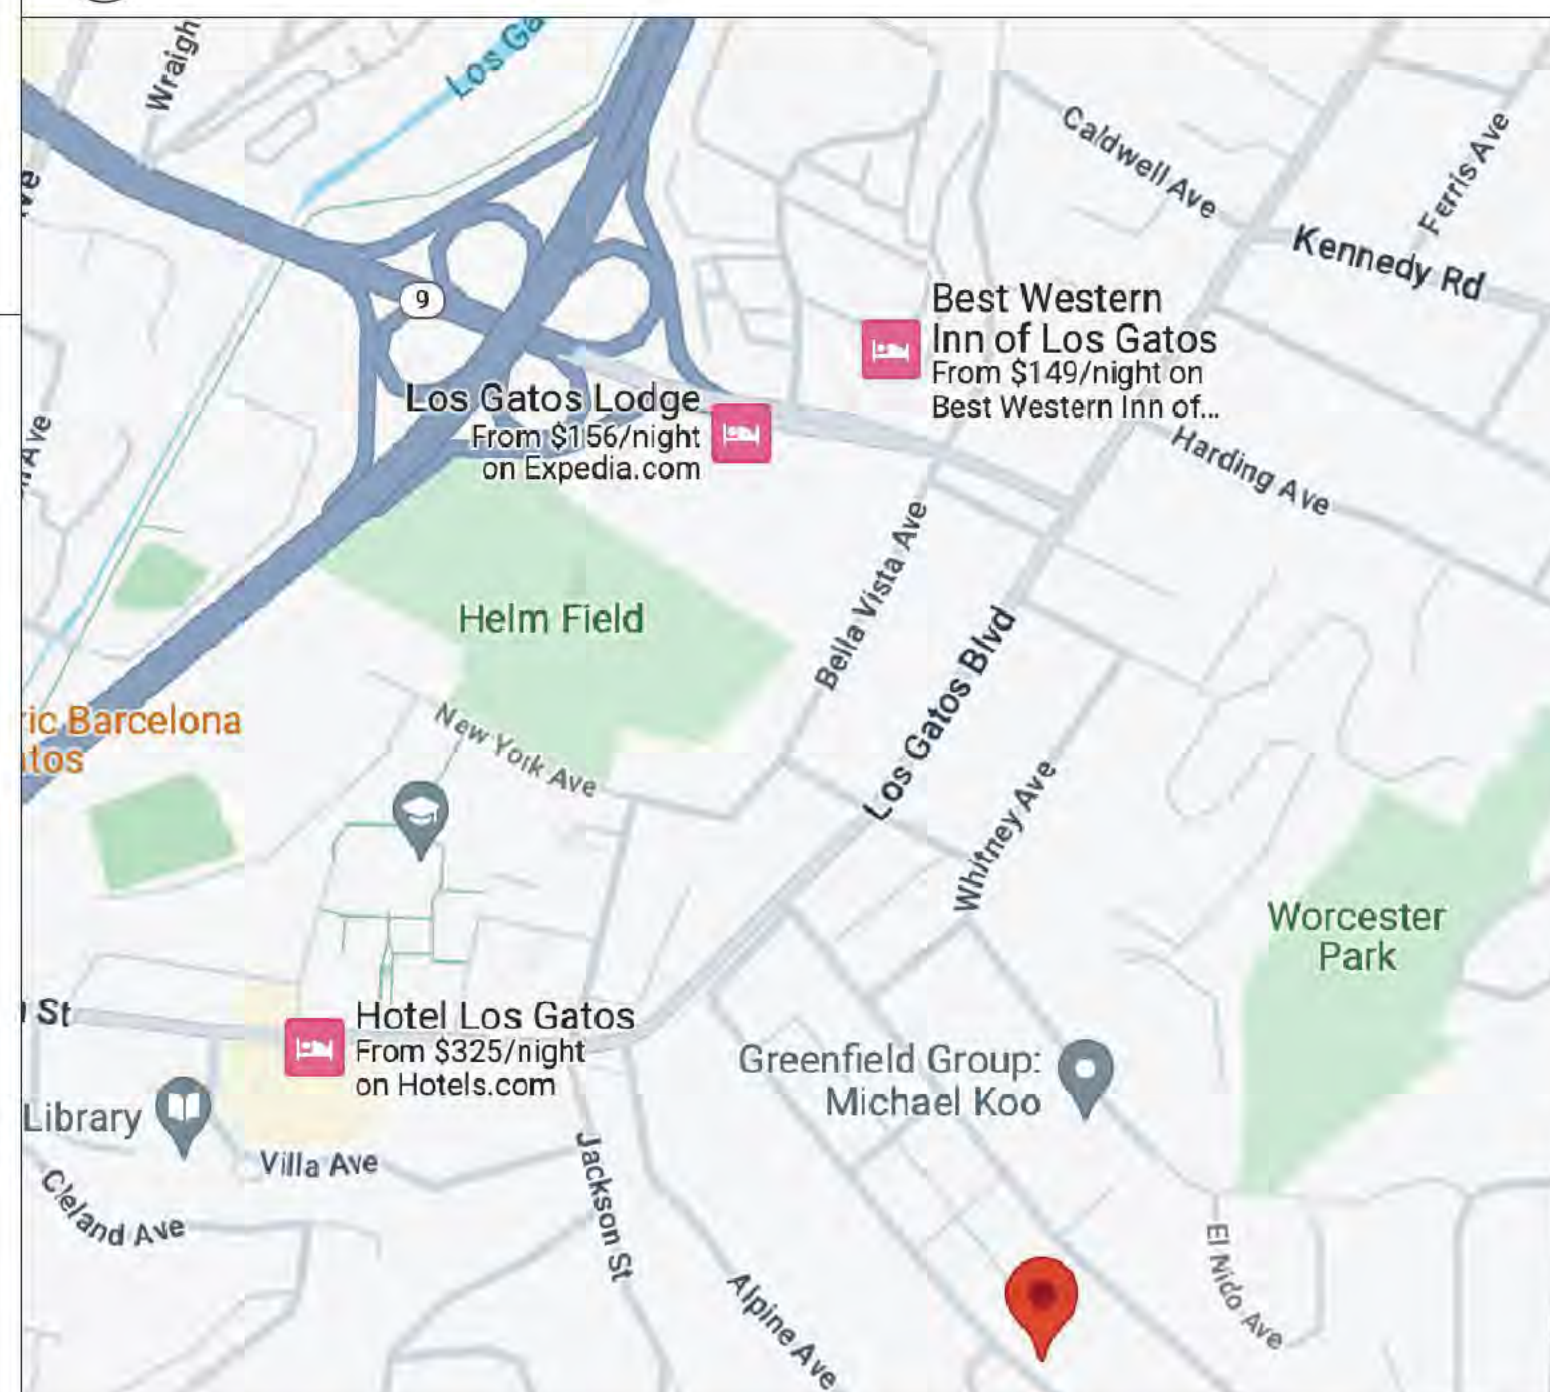 Wraigh
Los Ga
Caldwell Ave
Ferris Ave
Kennedy Rd
9
Best Western
Inn of Los Gatos
From $149/night on
Best Western Inn of...
Los Gatos Lodge
From $156/night
on Expedia.com
Harding Ave
Bella Vista Ave
Helm Field
Los Gatos Blvd
ric Barcelona
atos
New York Ave
Whitney Ave
Worcester
Park
St
Hotel Los Gatos
From $325/night
on Hotels.com
Greenfield Group:
Michael Koo
Library
Villa Ave
Cleland Ave
Jackson St
Alpine Ave
El Nido Ave